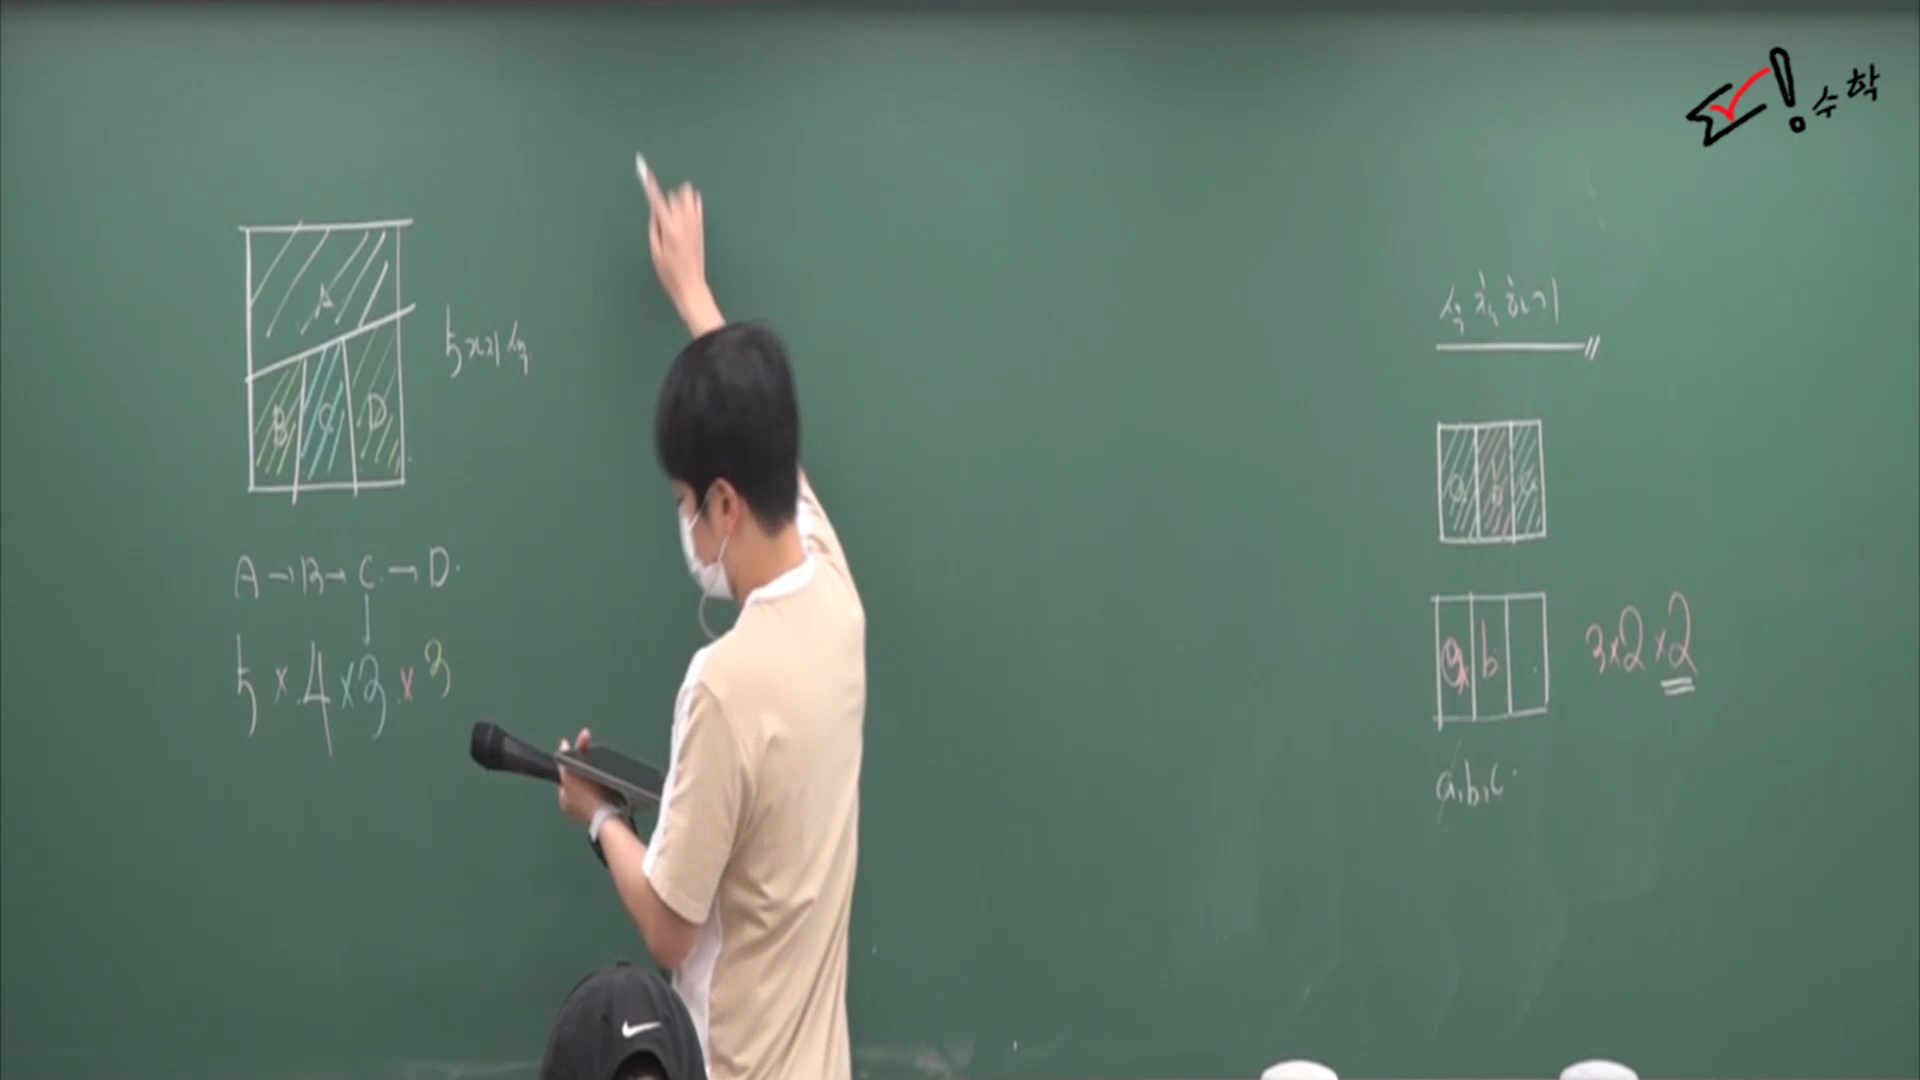 A
5가지 색
B C D
A → B → C → D.
5 × 4 × 3 × 3
수학
색칠하기
a b c
a b
3×2×2
a, b, c